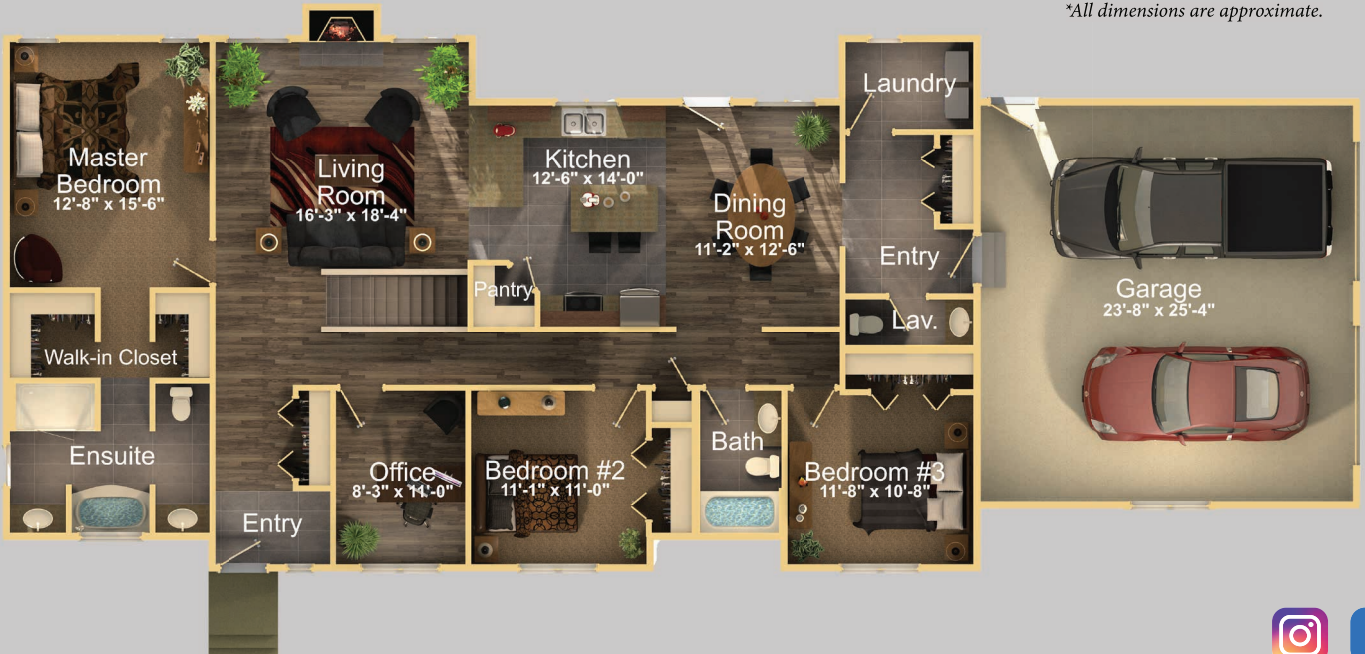 *All dimensions are approximate.
Master
Bedroom
12'-8" x 15'-6"
Living
Room
16'-3" x 18'-4"
Kitchen
12'-6" x 14'-0"
Dining
Room
11'-2" x 12'-6"
Laundry
Entry
Garage
23'-8" x 25'-4"
Pantry
Lav.
Walk-in Closet
Ensuite
Entry
Office
8'-3" x 11'-0"
Bedroom #2
11'-1" x 11'-0"
Bath
Bedroom #3
11'-8" x 10'-8"